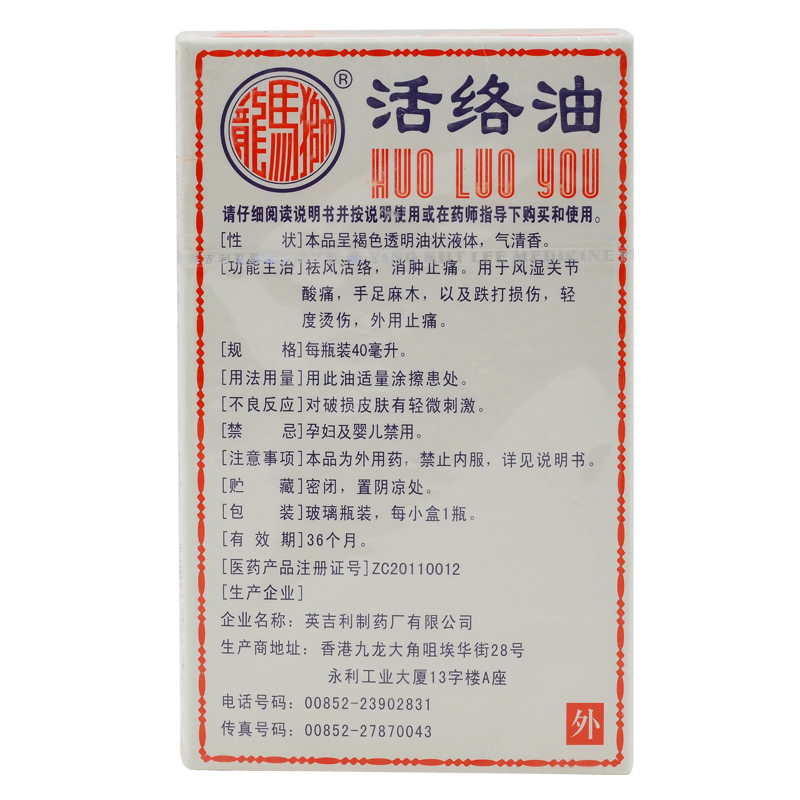 龍馬獅®
活络油
HUO LUO YOU
请仔细阅读说明书并按说明使用或在药师指导下购买和使用。
[性 状]本品呈褐色透明油状液体，气清香。
[功能主治]祛风活络，消肿止痛。用于风湿关节
酸痛，手足麻木，以及跌打损伤，轻
度烫伤，外用止痛。
[规 格]每瓶装40毫升。
[用法用量]用此油适量涂擦患处。
[不良反应]对破损皮肤有轻微刺激。
[禁 忌]孕妇及婴儿禁用。
[注意事项]本品为外用药，禁止内服，详见说明书。
[贮 藏]密闭，置阴凉处。
[包 装]玻璃瓶装，每小盒1瓶。
[有 效 期]36个月。
[医药产品注册证号]ZC20110012
[生产企业]
企业名称：英吉利制药厂有限公司
生产商地址：香港九龙大角咀埃华街28号
永利工业大厦13字楼A座
电话号码：00852-23902831
传真号码：00852-27870043
外